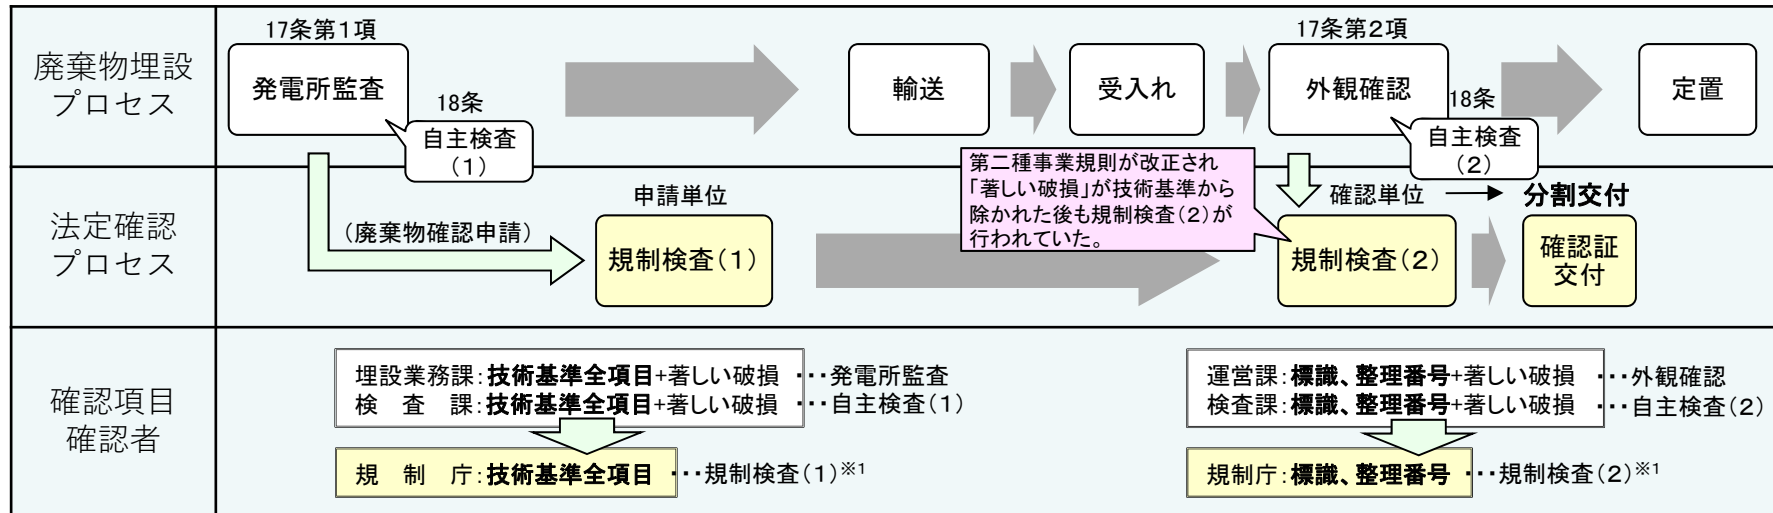 廃棄物埋設
プロセス
17条第1項
発電所監査
18条
自主検査
(1)
輸送
受入れ
17条第2項
外観確認
18条
自主検査
(2)
定置
法定確認
プロセス
(廃棄物確認申請)
申請単位
規制検査(1)
第二種事業規則が改正され
「著しい破損」が技術基準から
除かれた後も規制検査(2)が
行われていた。
確認単位
規制検査(2)
分割交付
確認証
交付
確認項目
確認者
埋設業務課:技術基準全項目+著しい破損 ・・・発電所監査
検 査 課:技術基準全項目+著しい破損 ・・・自主検査(1)
規 制 庁:技術基準全項目 ・・・規制検査(1)※1
運営課:標識、整理番号+著しい破損 ・・・外観確認
検査課:標識、整理番号+著しい破損 ・・・自主検査(2)
規制庁:標識、整理番号 ・・・規制検査(2)※1